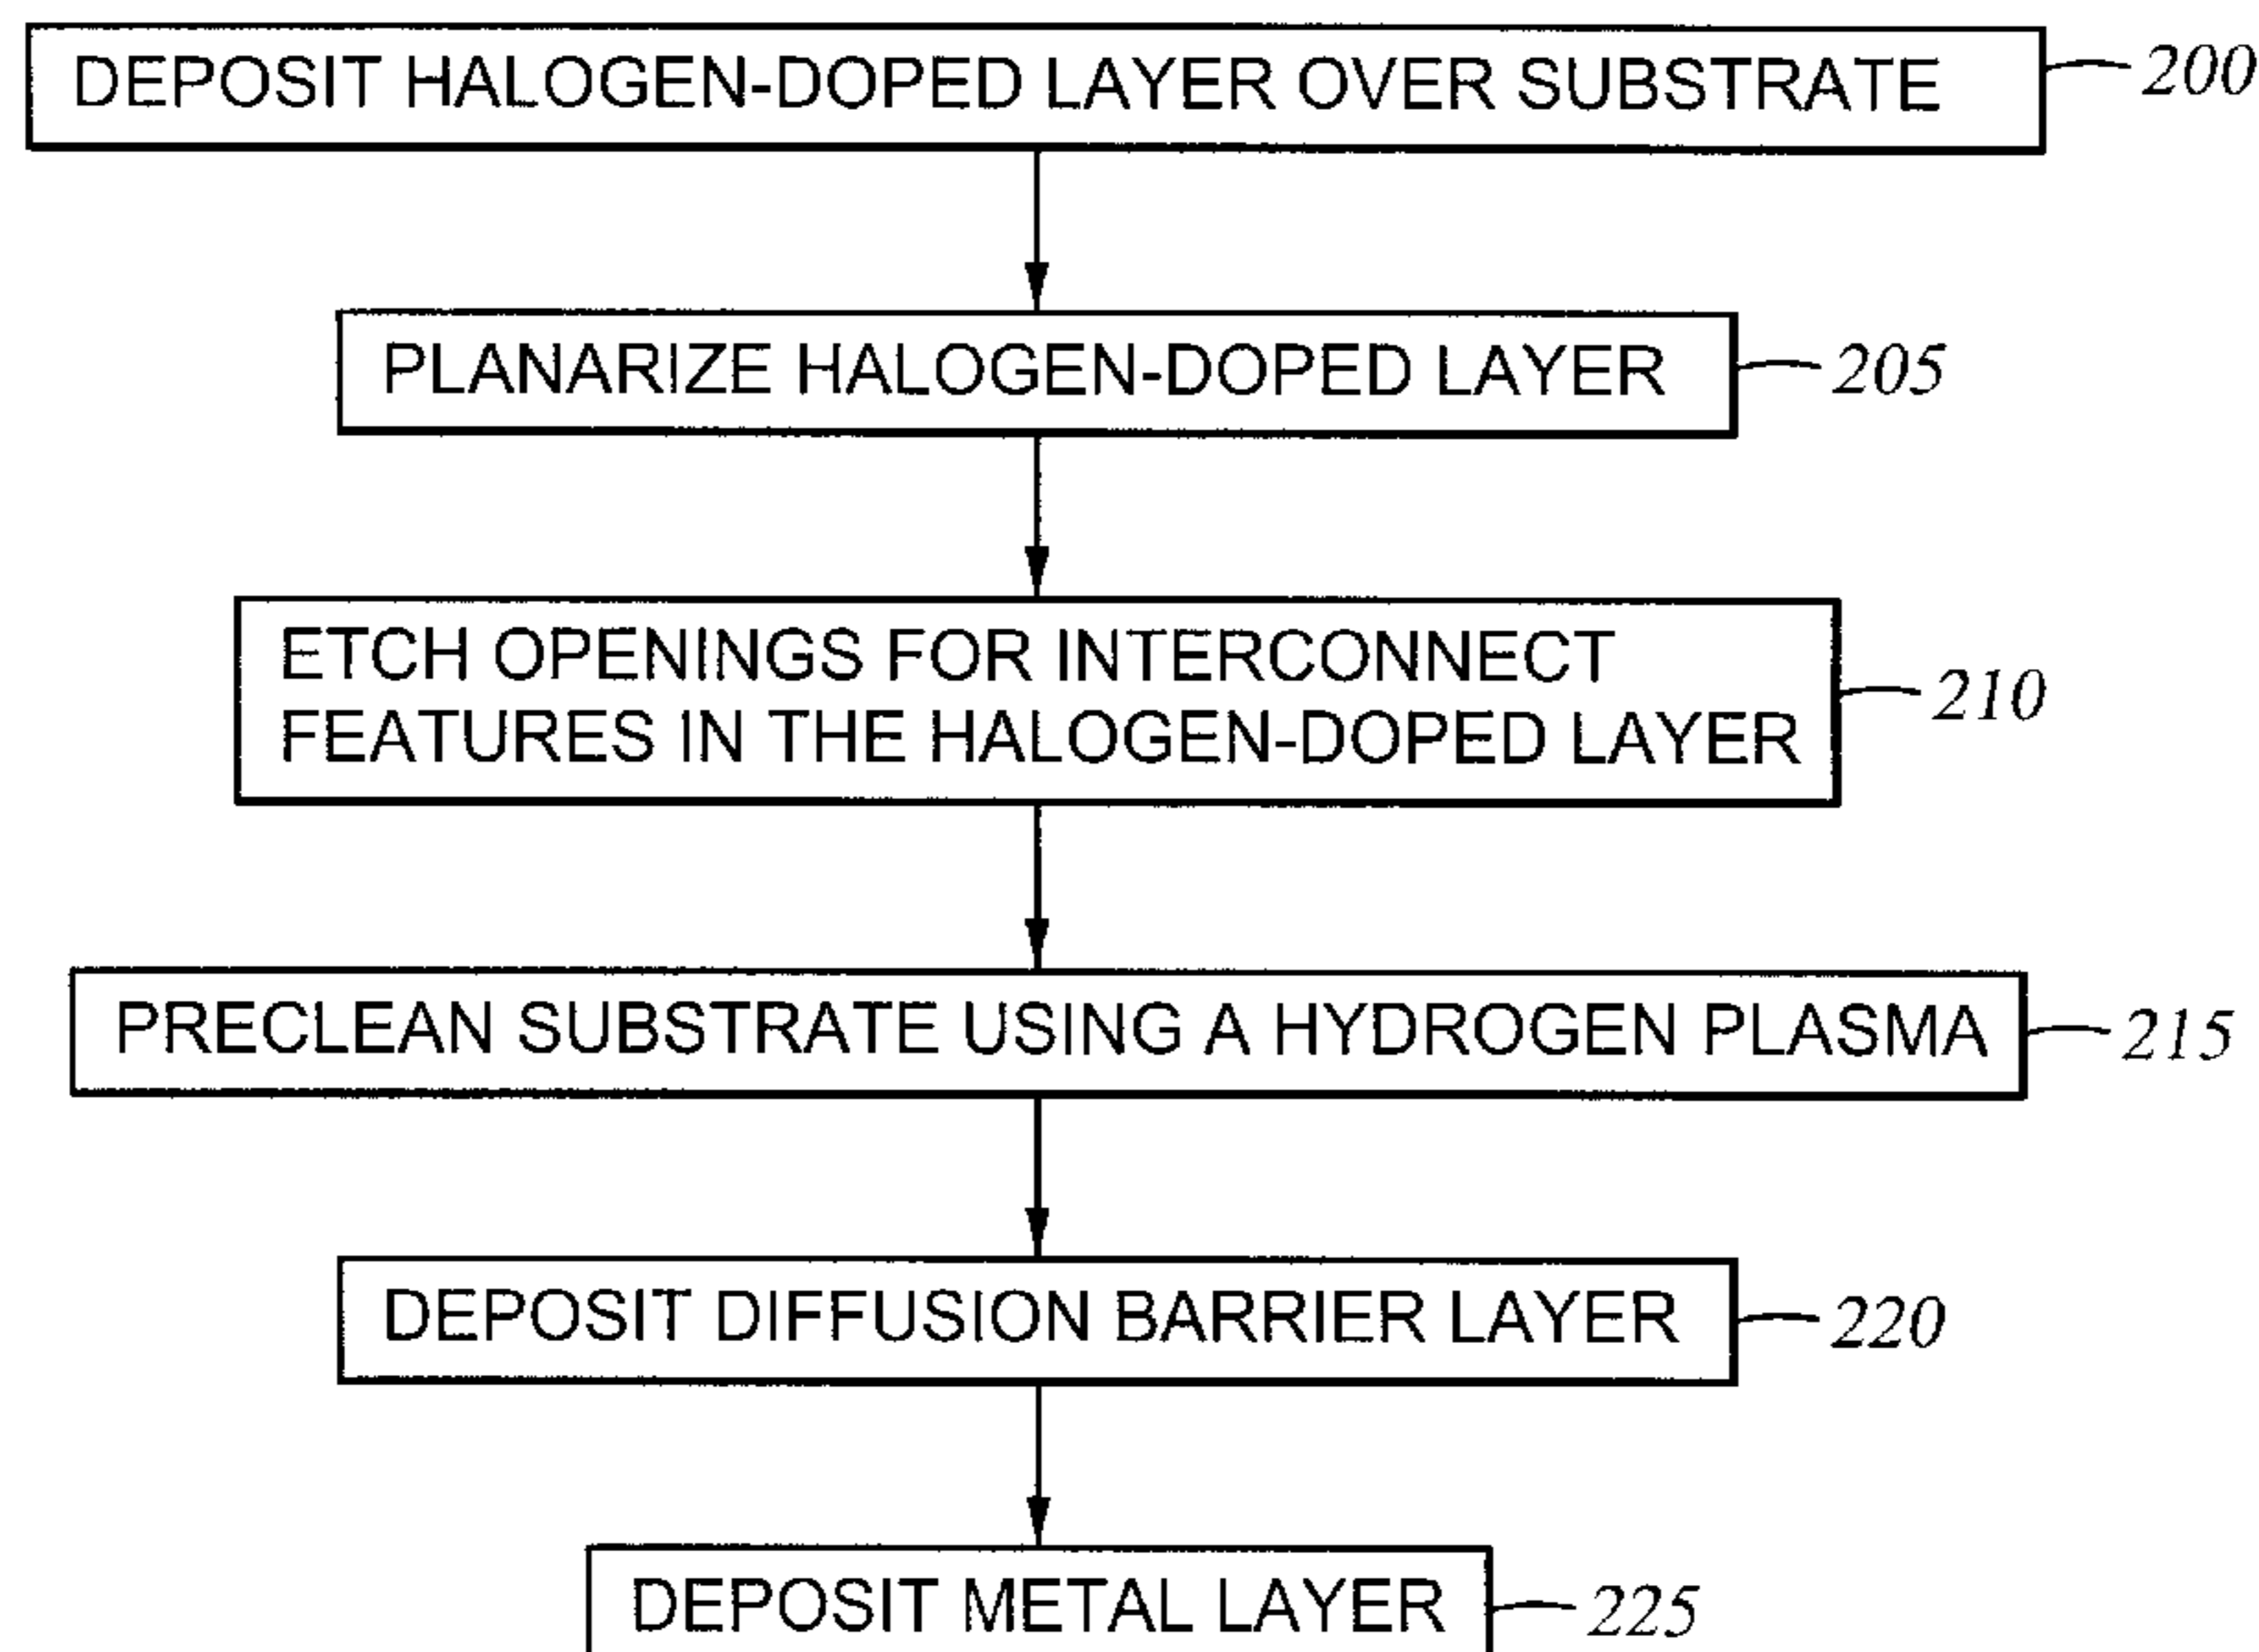 DEPOSIT HALOGEN-DOPED LAYER OVER SUBSTRATE 200
PLANARIZE HALOGEN-DOPED LAYER 205
ETCH OPENINGS FOR INTERCONNECT
FEATURES IN THE HALOGEN-DOPED LAYER 210
PRECLEAN SUBSTRATE USING A HYDROGEN PLASMA 215
DEPOSIT DIFFUSION BARRIER LAYER 220
DEPOSIT METAL LAYER 225